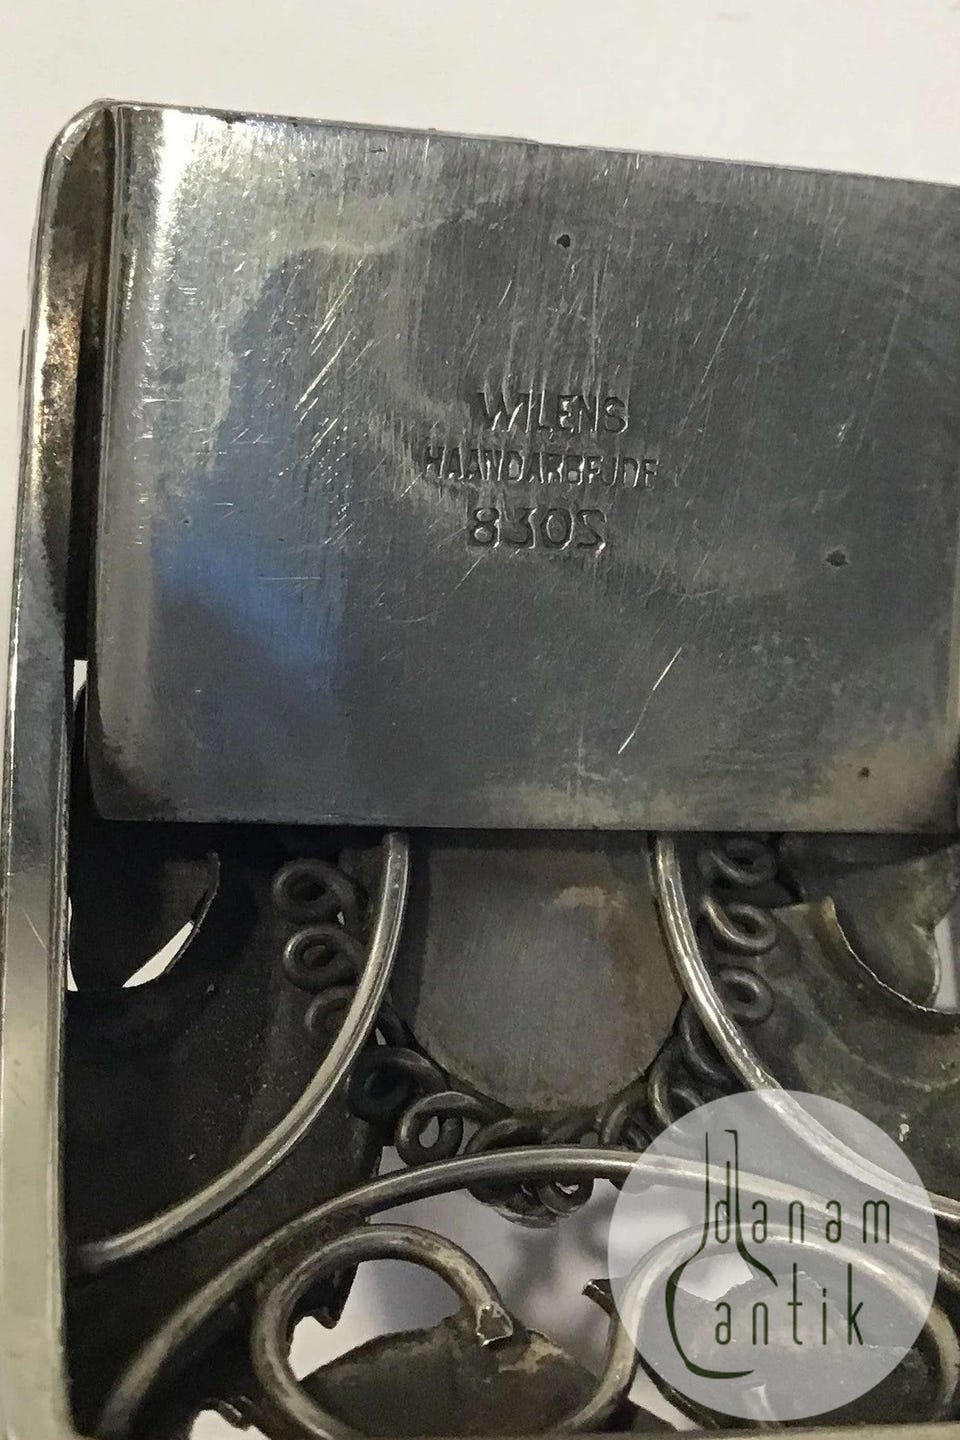 WILENS
HAANDARBEJDE
830S
danam
antik